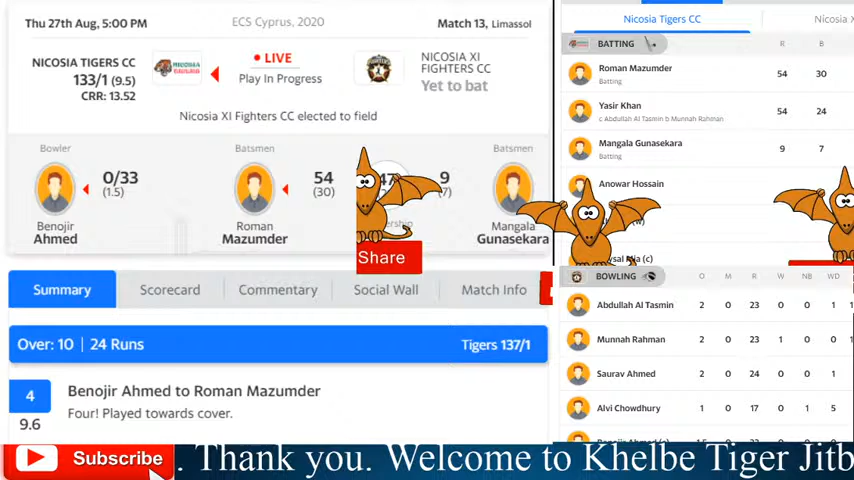 Thu 27th Aug, 5:00 PM
ECS Cyprus, 2020
Match 13, Limassol
NICOSIA TIGERS CC
133/1 (9.5)
CRR: 13.52
LIVE
Play In Progress
NICOSIA XI
FIGHTERS CC
Yet to bat
Nicosia XI Fighters CC elected to field
Bowler
0/33
(1.5)
Benojir
Ahmed
Batsmen
54
(30)
Roman
Mazumder
47
Batsmen
9
(7)
Mangala
Gunasekara
Share
Summary
Scorecard
Commentary
Social Wall
Match Info
Over: 10 | 24 Runs
Tigers 137/1
4
9.6
Benojir Ahmed to Roman Mazumder
Four! Played towards cover.
Nicosia Tigers CC
Nicosia X
BATTING R B
Roman Mazumder 54 30
Batting
Yasir Khan 54 24
c Abdullah Al Tasmin b Munnah Rahman
Mangala Gunasekara 9 7
Batting
Anowar Hossain
(c)
BOWLING O M R W NB WD
Abdullah Al Tasmin 2 0 23 0 0 1
Munnah Rahman 2 0 23 1 0 0
Saurav Ahmed 2 0 24 0 0 1
Alvi Chowdhury 1 0 17 0 1 5
Subscribe
. Thank you. Welcome to Khelbe Tiger Jitb